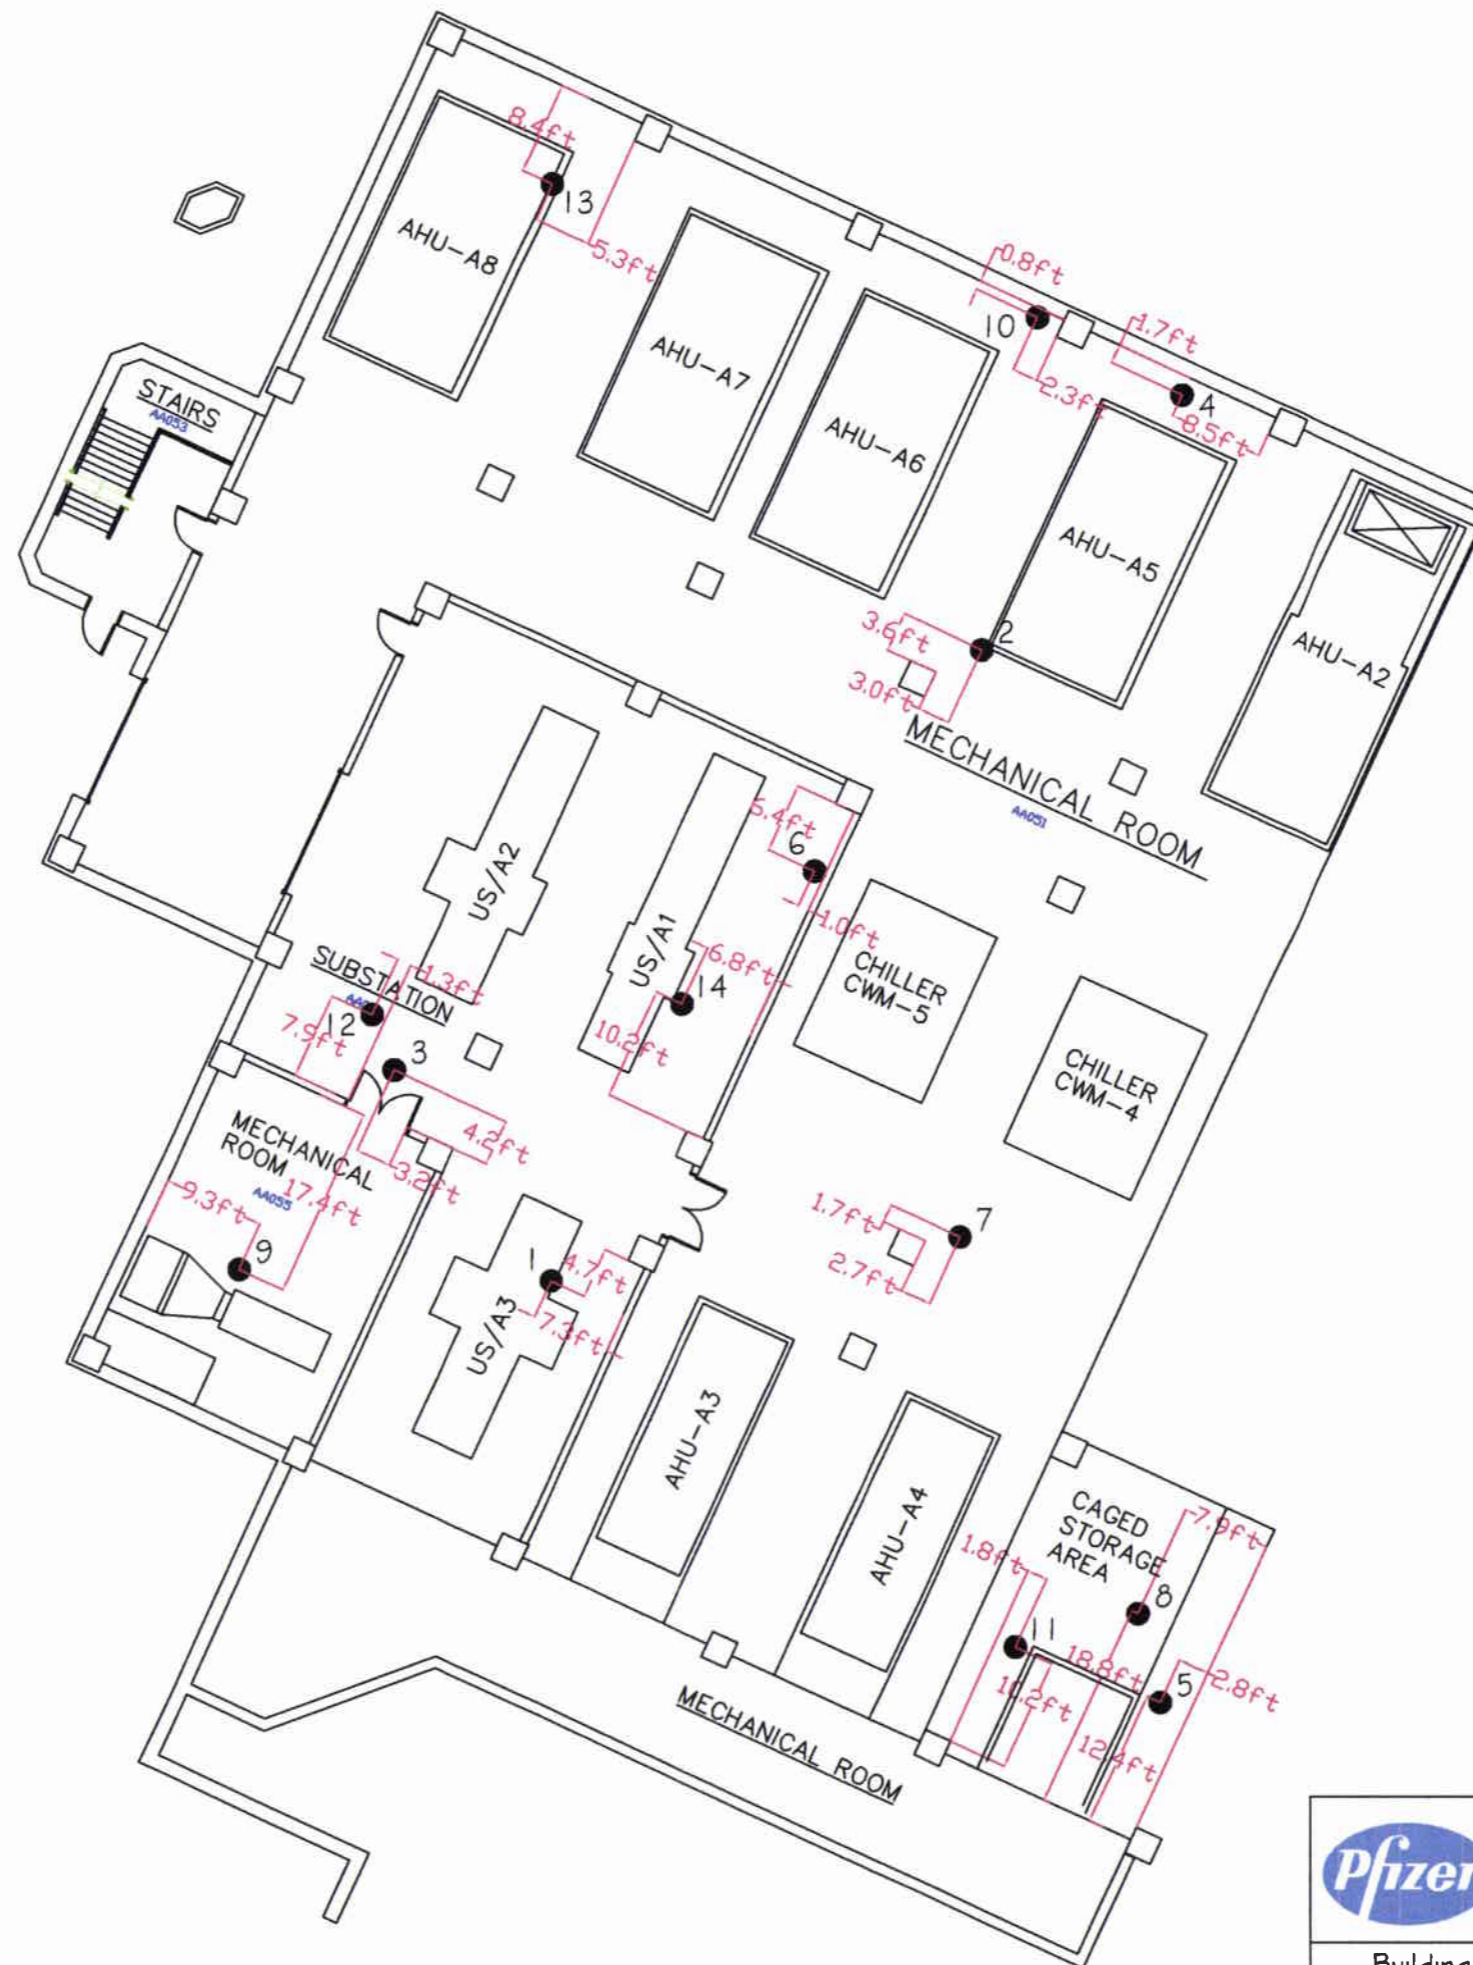 8.4ft
13
AHU-A8
5.3ft
0.8ft
10
1.7ft
AHU-A7
2.3ft
4
8.5ft
STAIRS
AA053
AHU-A6
AHU-A5
3.6ft
2
AHU-A2
3.0ft
MECHANICAL ROOM
AA051
6
1.0ft
US/A2
US/A1
6.8ft
14
CHILLER
CWM-5
SUBSTATION
1.3ft
12
7.9ft
3
10.2ft
CHILLER
CWM-4
4.2ft
MECHANICAL
ROOM
AA055
3.2ft
17.4ft
9.3ft
9
1.7ft
7
2.7ft
1
4.7ft
US/A3
7.3ft
AHU-A3
AHU-A4
CAGED
STORAGE
AREA
7.9ft
1.8ft
8
11
18.8ft
5
2.8ft
10.2ft
12.4ft
MECHANICAL ROOM
Pfizer
Building